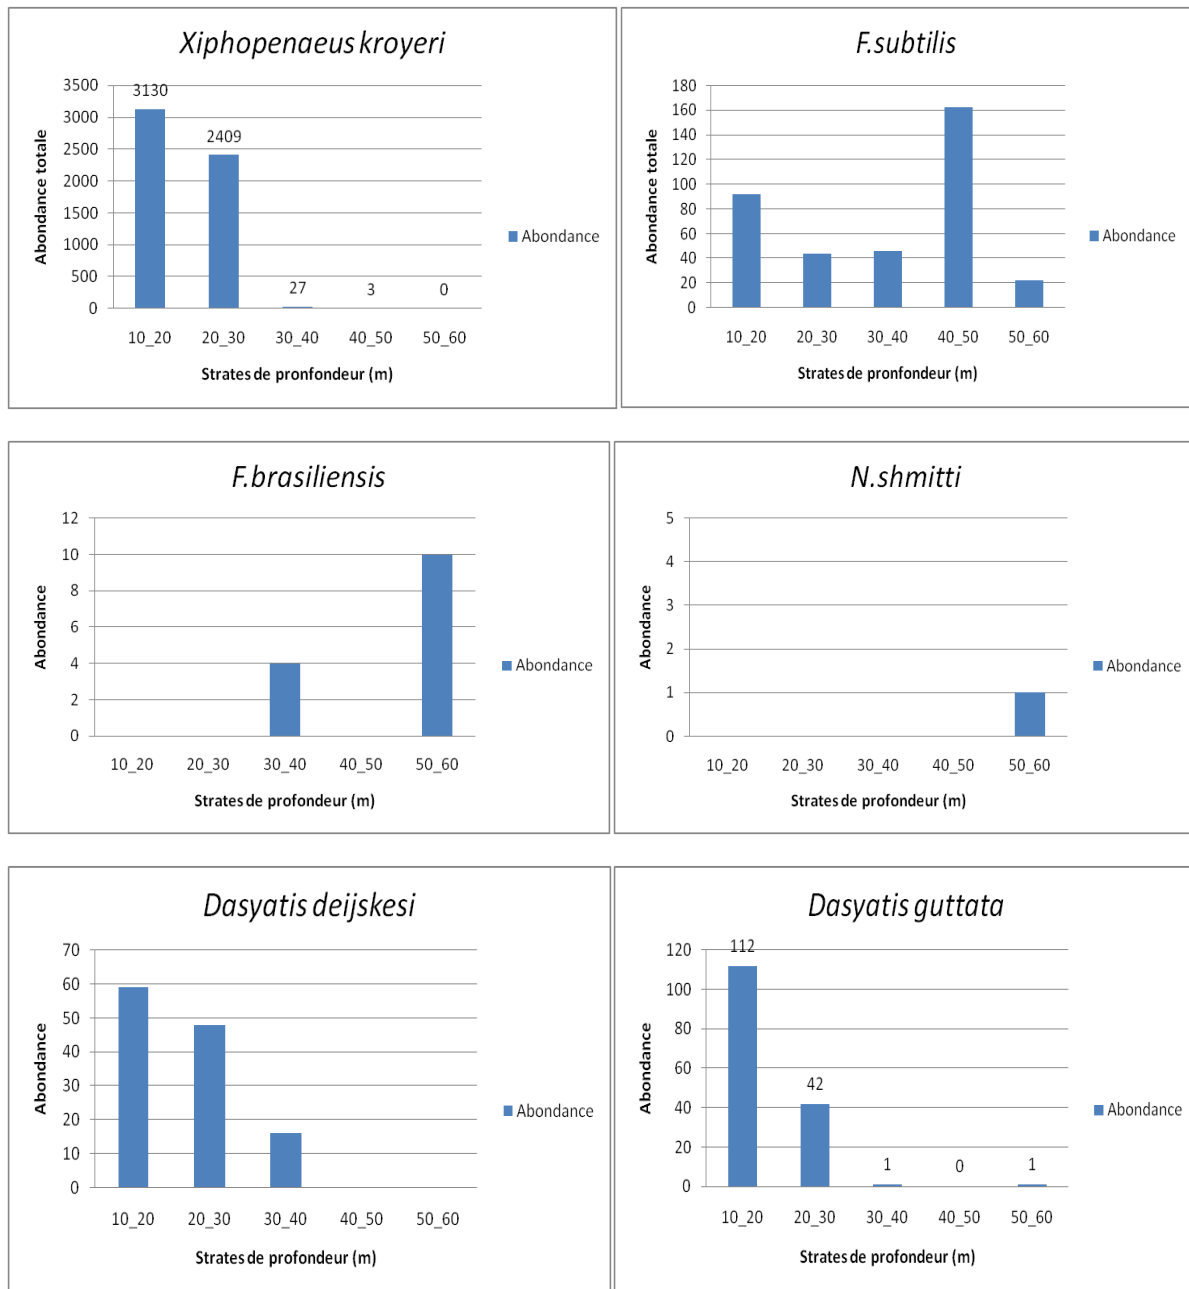 Xiphopenaeus kroyeri
Abondance totale
3500
3000
2500
2000
1500
1000
500
0
3130
2409
27
3
0
10_20 20_30 30_40 40_50 50_60
Strates de pronfondeur (m)
Abondance
F.subtilis
Abondance totale
180
160
140
120
100
80
60
40
20
0
10_20 20_30 30_40 40_50 50_60
Strates de pronfondeur (m)
Abondance
F.brasiliensis
Abondance
12
10
8
6
4
2
0
10_20 20_30 30_40 40_50 50_60
Strates de profondeur (m)
Abondance
N.shmitti
Abondance
5
4
3
2
1
0
10_20 20_30 30_40 40_50 50_60
Strates de profondeur (m)
Abondance
Dasyatis deijskesi
Abondance
70
60
50
40
30
20
10
0
10_20 20_30 30_40 40_50 50_60
Strates de profondeur (m)
Abondance
Dasyatis guttata
Abondance
120
100
80
60
40
20
0
112
42
1
0
1
10_20 20_30 30_40 40_50 50_60
Strates de profondeur (m)
Abondance